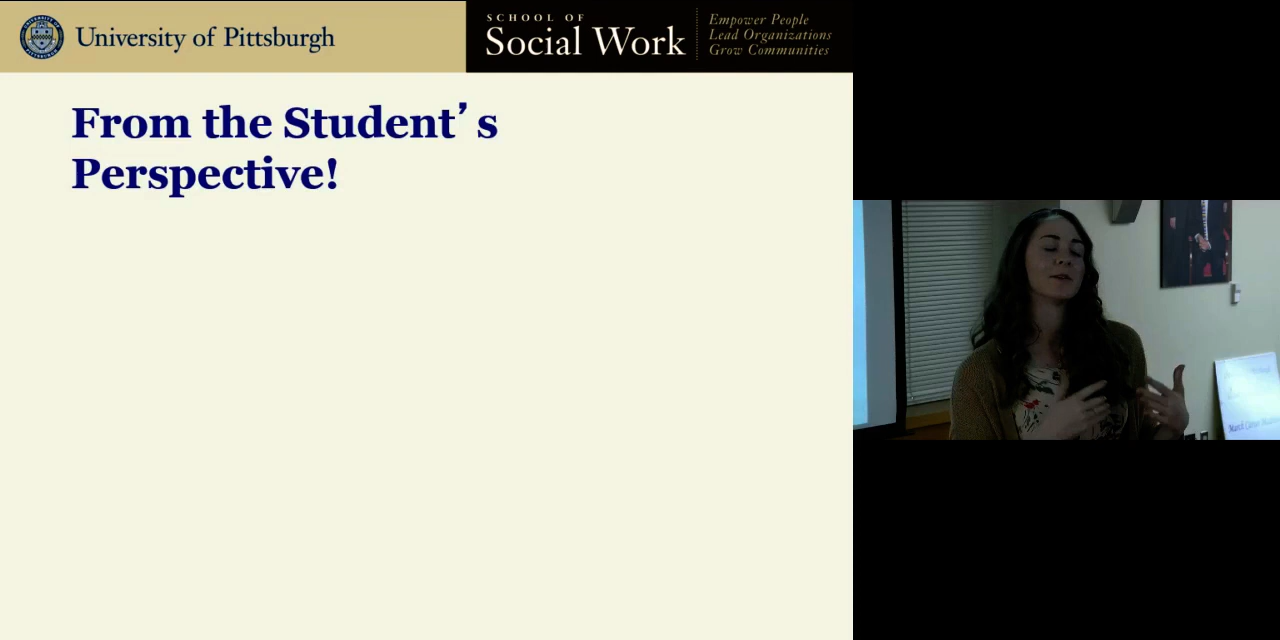 University of Pittsburgh
SCHOOL OF
Social Work
Empower People
Lead Organizations
Grow Communities
From the Student’s
Perspective!